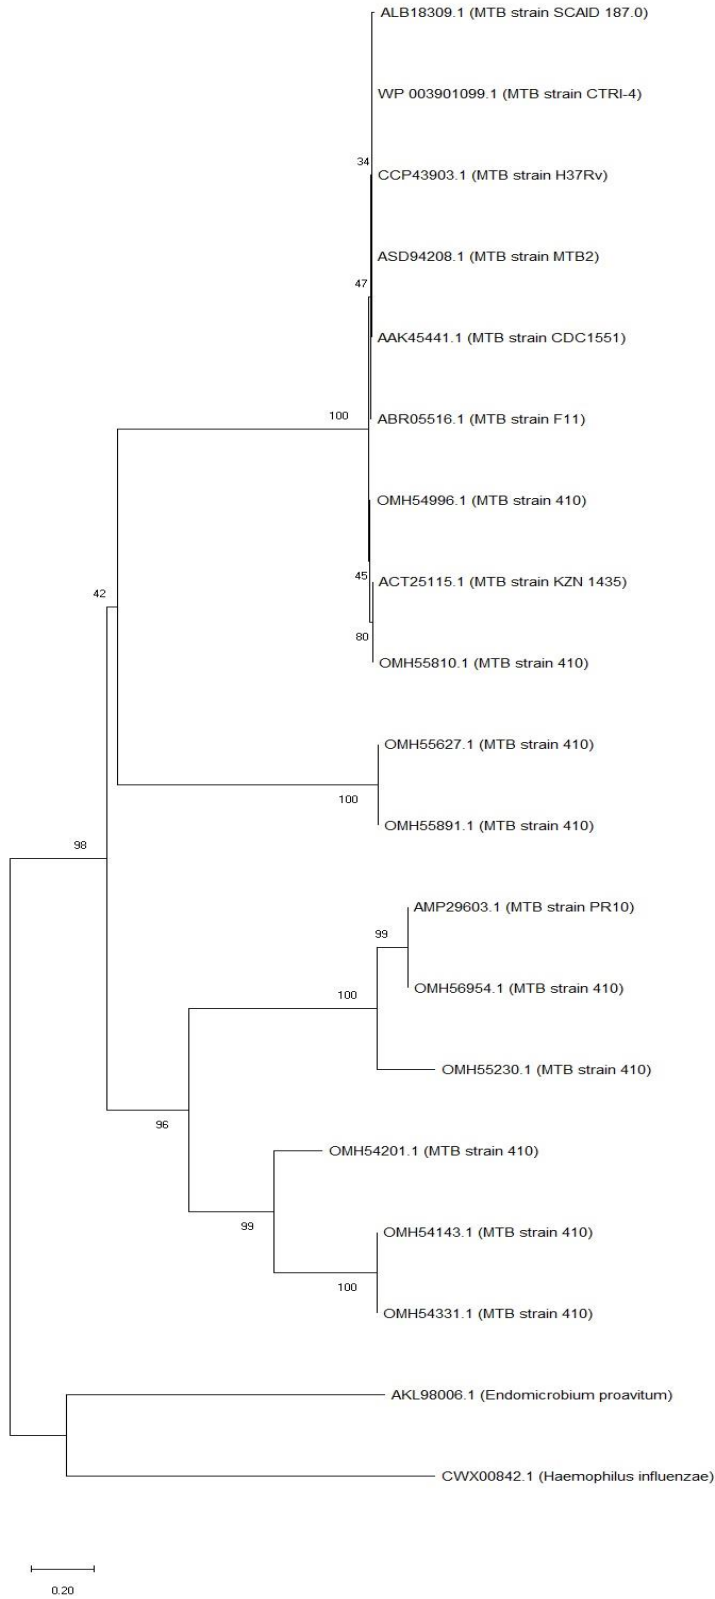 ALB18309.1 (MTB strain SCAID 187.0)
WP 003901099.1 (MTB strain CTRI-4)
34
CCP43903.1 (MTB strain H37Rv)
ASD94208.1 (MTB strain MTB2)
47
AAK45441.1 (MTB strain CDC1551)
100
ABR05516.1 (MTB strain F11)
OMH54996.1 (MTB strain 410)
45
ACT25115.1 (MTB strain KZN 1435)
42
80
OMH55810.1 (MTB strain 410)
OMH55627.1 (MTB strain 410)
100
OMH55891.1 (MTB strain 410)
98
AMP29603.1 (MTB strain PR10)
99
OMH56954.1 (MTB strain 410)
100
OMH55230.1 (MTB strain 410)
96
OMH54201.1 (MTB strain 410)
99
OMH54143.1 (MTB strain 410)
100
OMH54331.1 (MTB strain 410)
AKL98006.1 (Endomicrobium proavitum)
CWX00842.1 (Haemophilus influenzae)
0.20